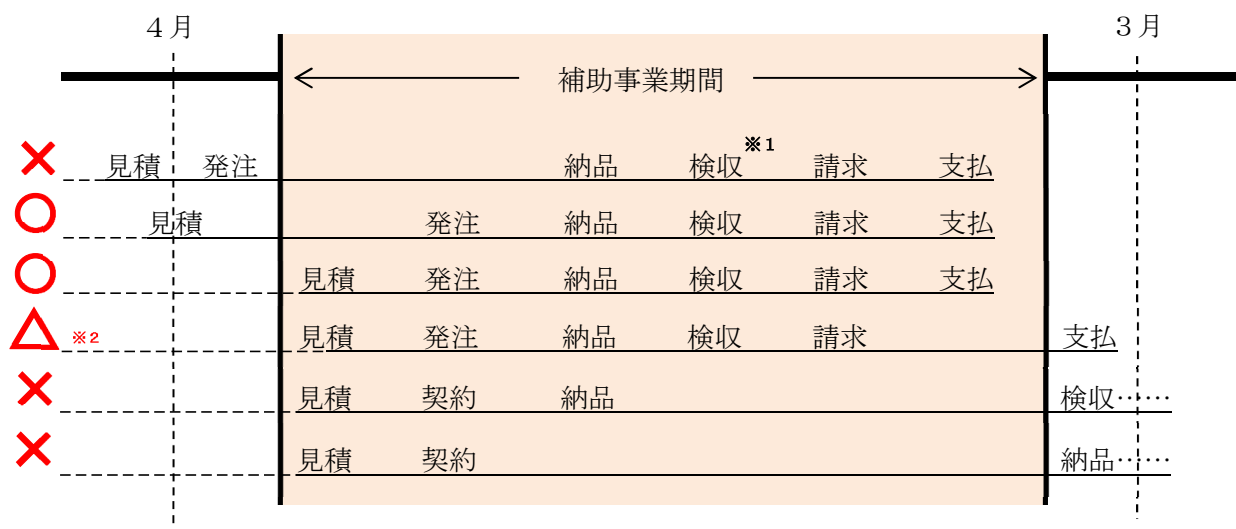 ４月 ３月
補助事業期間
見積 発注 納品 検収※1 請求 支払
見積 発注 納品 検収 請求 支払
見積 発注 納品 検収 請求 支払
※2 見積 発注 納品 検収 請求 支払
見積 契約 納品 検収……
見積 契約 納品……